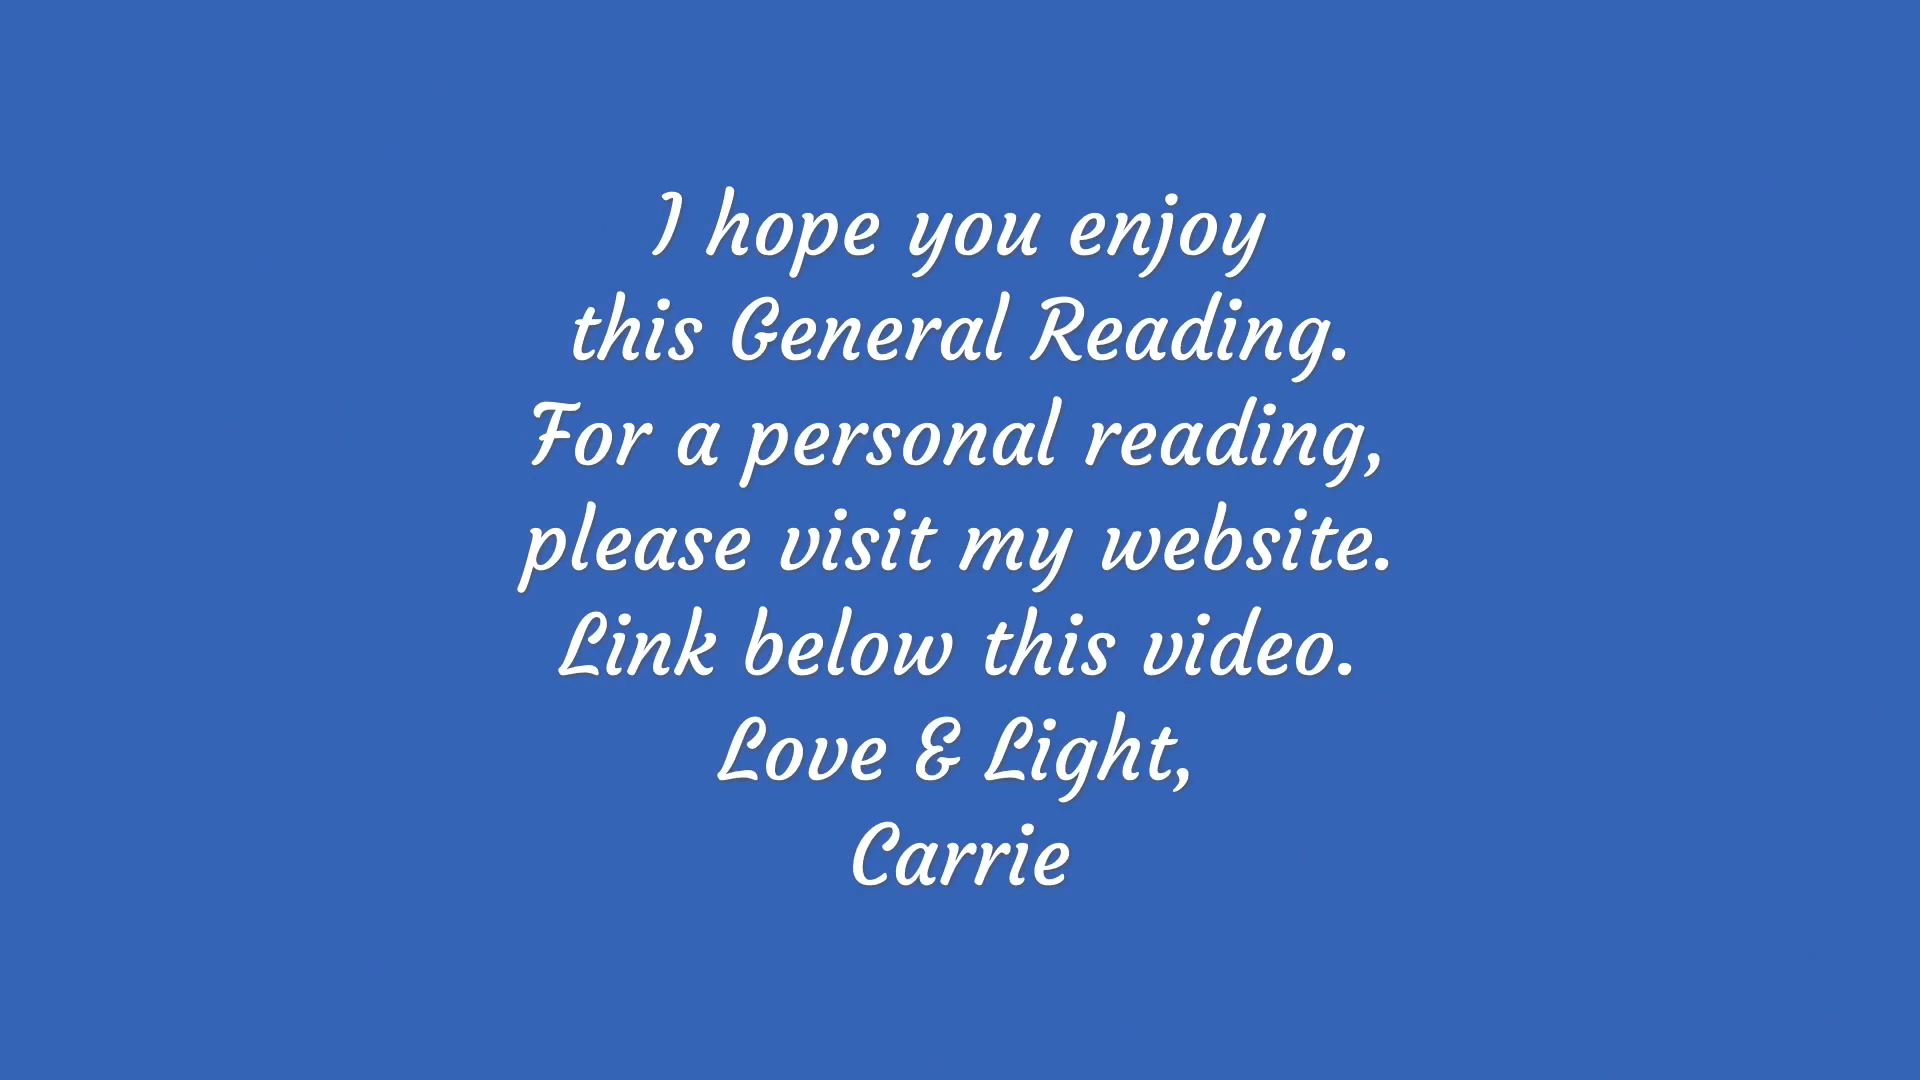 I hope you enjoy
this General Reading.
For a personal reading,
please visit my website.
Link below this video.
Love & Light,
Carrie